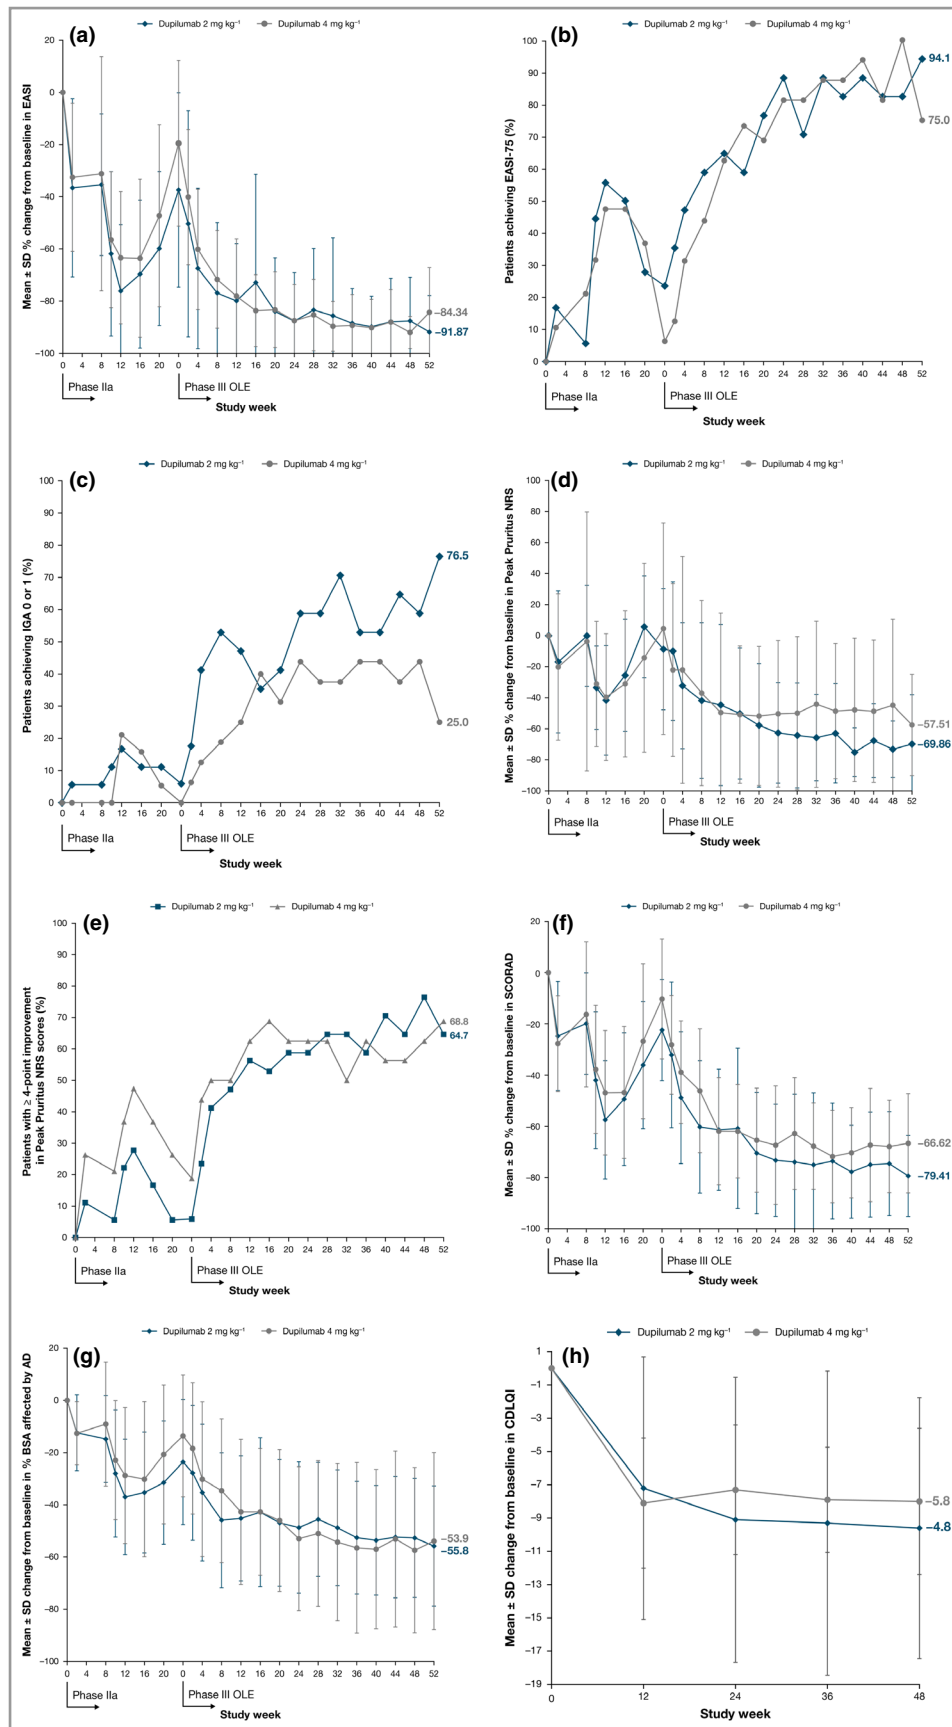 Dupilumab 2 mg kg⁻¹ Dupilumab 4 mg kg⁻¹
(a)
Mean ± SD % change from baseline in EASI
20
0
−20
−40
−60
−80
−100
−84.34
−91.87
0 4 8 12 16 20 0 4 8 12 16 20 24 28 32 36 40 44 48 52
Phase IIa
Phase III OLE
Study week
Dupilumab 2 mg kg⁻¹ Dupilumab 4 mg kg⁻¹
(b)
Patients achieving EASI-75 (%)
100
90
80
70
60
50
40
30
20
10
0
94.1
75.0
0 4 8 12 16 20 0 4 8 12 16 20 24 28 32 36 40 44 48 52
Phase IIa
Phase III OLE
Study week
Dupilumab 2 mg kg⁻¹ Dupilumab 4 mg kg⁻¹
(c)
Patients achieving IGA 0 or 1 (%)
100
90
80
70
60
50
40
30
20
10
0
76.5
25.0
0 4 8 12 16 20 0 4 8 12 16 20 24 28 32 36 40 44 48 52
Phase IIa
Phase III OLE
Study week
Dupilumab 2 mg kg⁻¹ Dupilumab 4 mg kg⁻¹
(d)
Mean ± SD % change from baseline in Peak Pruritus NRS
100
80
60
40
20
0
−20
−40
−60
−80
−100
−57.51
−69.86
0 4 8 12 16 20 0 4 8 12 16 20 24 28 32 36 40 44 48 52
Phase IIa
Phase III OLE
Study week
Dupilumab 2 mg kg⁻¹ Dupilumab 4 mg kg⁻¹
(e)
Patients with ≥ 4-point improvement
in Peak Pruritus NRS scores (%)
100
90
80
70
60
50
40
30
20
10
0
68.8
64.7
0 4 8 12 16 20 0 4 8 12 16 20 24 28 32 36 40 44 48 52
Phase IIa
Phase III OLE
Study week
Dupilumab 2 mg kg⁻¹ Dupilumab 4 mg kg⁻¹
(f)
Mean ± SD % change from baseline in SCORAD
20
0
−20
−40
−60
−80
−100
−66.62
−79.41
0 4 8 12 16 20 0 4 8 12 16 20 24 28 32 36 40 44 48 52
Phase IIa
Phase III OLE
Study week
Dupilumab 2 mg kg⁻¹ Dupilumab 4 mg kg⁻¹
(g)
Mean ± SD change from baseline in % BSA affected by AD
20
0
−20
−40
−60
−80
−100
−53.9
−55.8
0 4 8 12 16 20 0 4 8 12 16 20 24 28 32 36 40 44 48 52
Phase IIa
Phase III OLE
Study week
Dupilumab 2 mg kg⁻¹ Dupilumab 4 mg kg⁻¹
(h)
Mean ± SD change from baseline in CDLQI
1
−1
−3
−5
−7
−9
−11
−13
−15
−17
−19
−5.8
−4.8
0 12 24 36 48
Study week